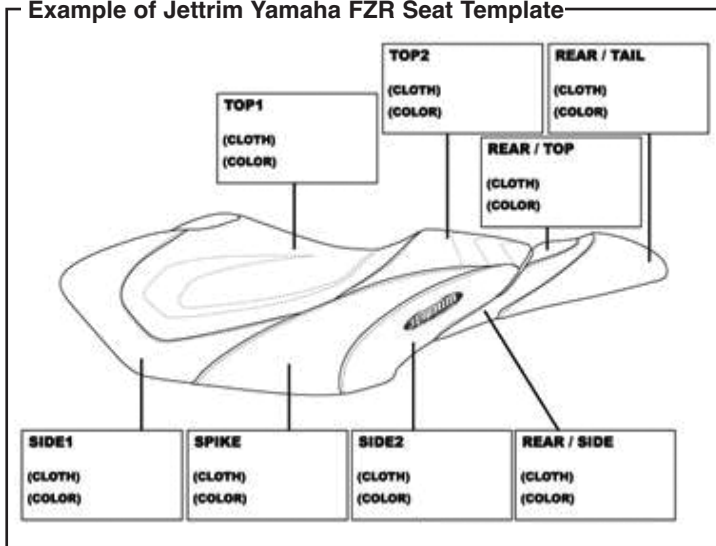 Example of Jettrim Yamaha FZR Seat Template
TOP2
(CLOTH)
(COLOR)
REAR / TAIL
(CLOTH)
(COLOR)
TOP1
(CLOTH)
(COLOR)
REAR / TOP
(CLOTH)
(COLOR)
SIDE1
(CLOTH)
(COLOR)
SPIKE
(CLOTH)
(COLOR)
SIDE2
(CLOTH)
(COLOR)
REAR / SIDE
(CLOTH)
(COLOR)